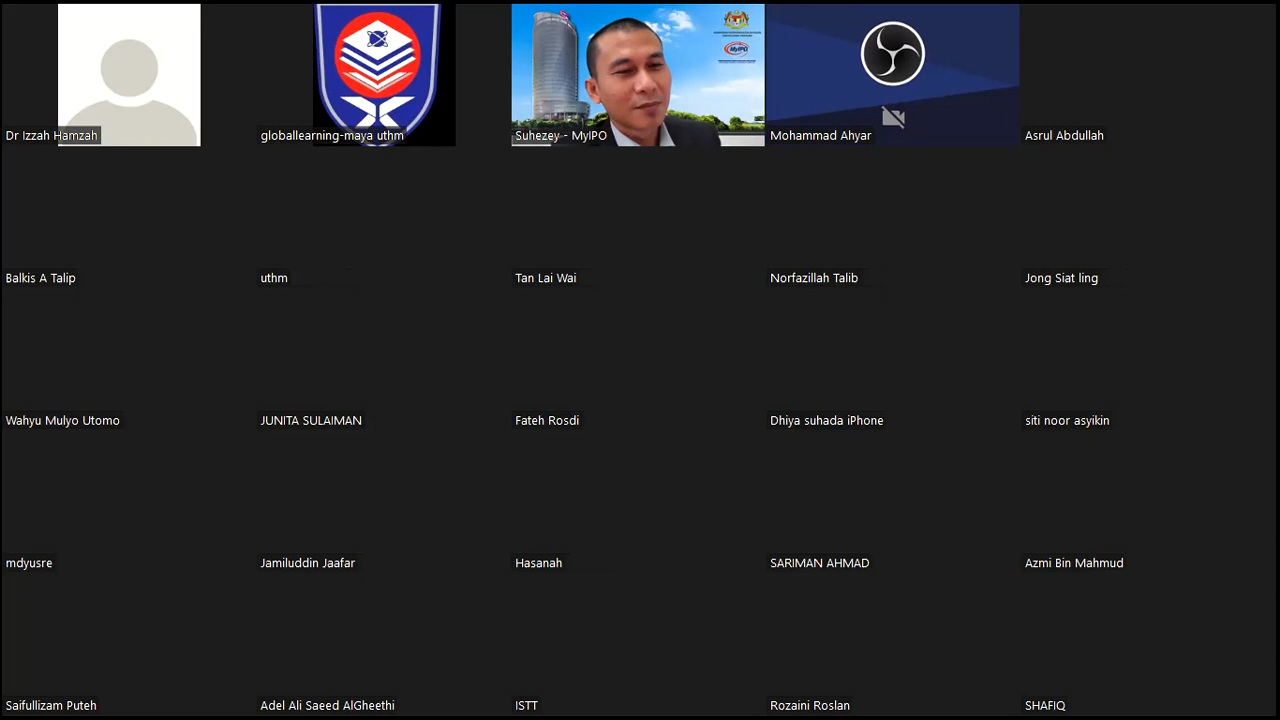 MyIPO
Dr Izzah Hamzah
globallearning-maya uthm
Suhezey - MyIPO
Mohammad Ahyar
Asrul Abdullah
Balkis A Talip
uthm
Tan Lai Wai
Norfazillah Talib
Jong Siat ling
Wahyu Mulyo Utomo
JUNITA SULAIMAN
Fateh Rosdi
Dhiya suhada iPhone
siti noor asyikin
mdyusre
Jamiluddin Jaafar
Hasanah
SARIMAN AHMAD
Azmi Bin Mahmud
Saifullizam Puteh
Adel Ali Saeed AlGheethi
ISTT
Rozaini Roslan
SHAFIQ